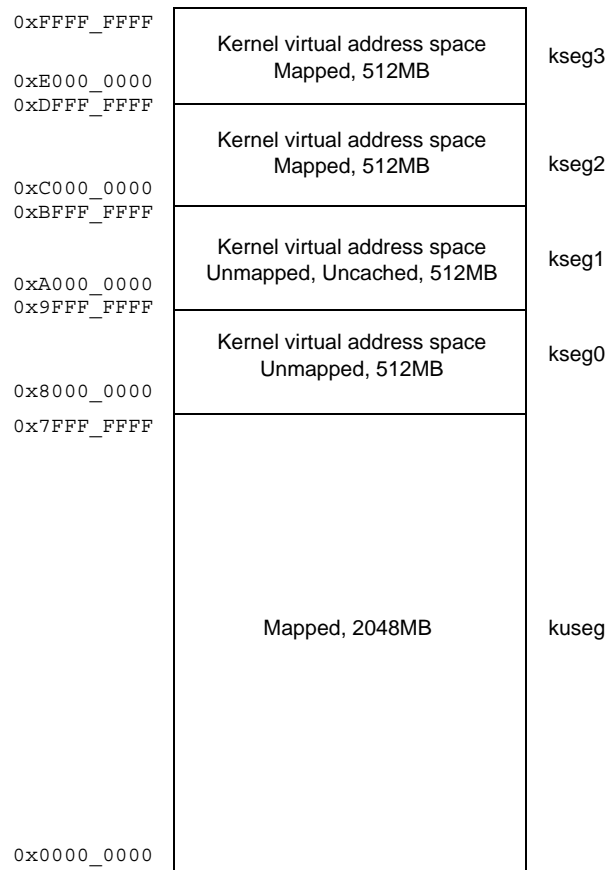 0xFFFF_FFFF
Kernel virtual address space
Mapped, 512MB
kseg3
0xE000_0000
0xDFFF_FFFF
Kernel virtual address space
Mapped, 512MB
kseg2
0xC000_0000
0xBFFF_FFFF
Kernel virtual address space
Unmapped, Uncached, 512MB
kseg1
0xA000_0000
0x9FFF_FFFF
Kernel virtual address space
Unmapped, 512MB
kseg0
0x8000_0000
0x7FFF_FFFF
Mapped, 2048MB
kuseg
0x0000_0000